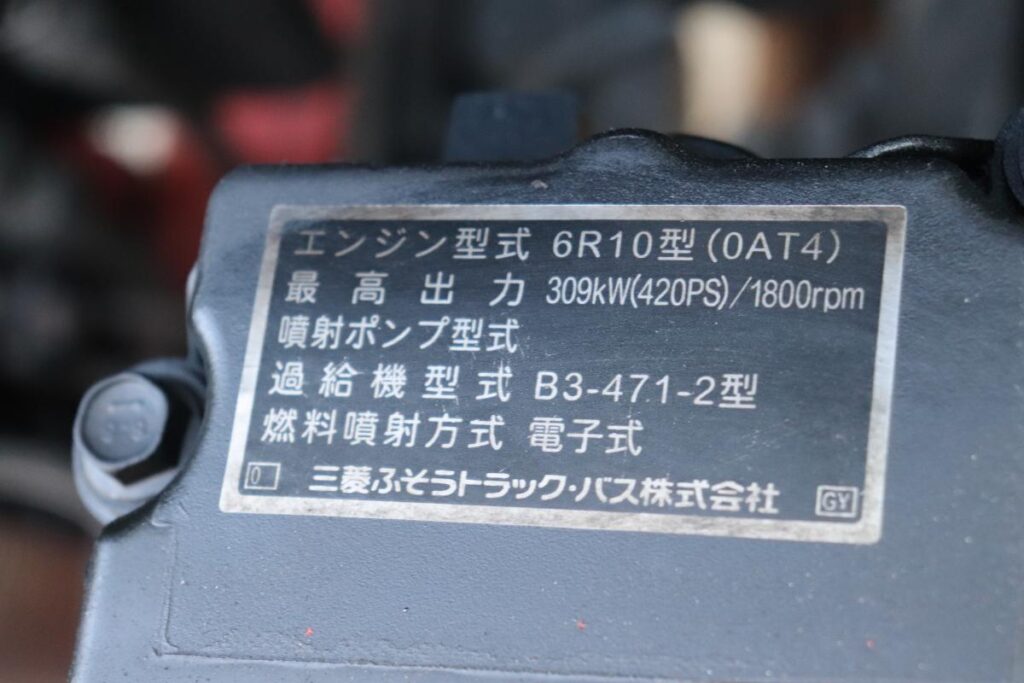 エンジン型式 6R10型(0AT4)
最高出力 309kW(420PS)/1800rpm
噴射ポンプ型式
過給機型式 B3-471-2型
燃料噴射方式 電子式
0 三菱ふそうトラック・バス株式会社 GY